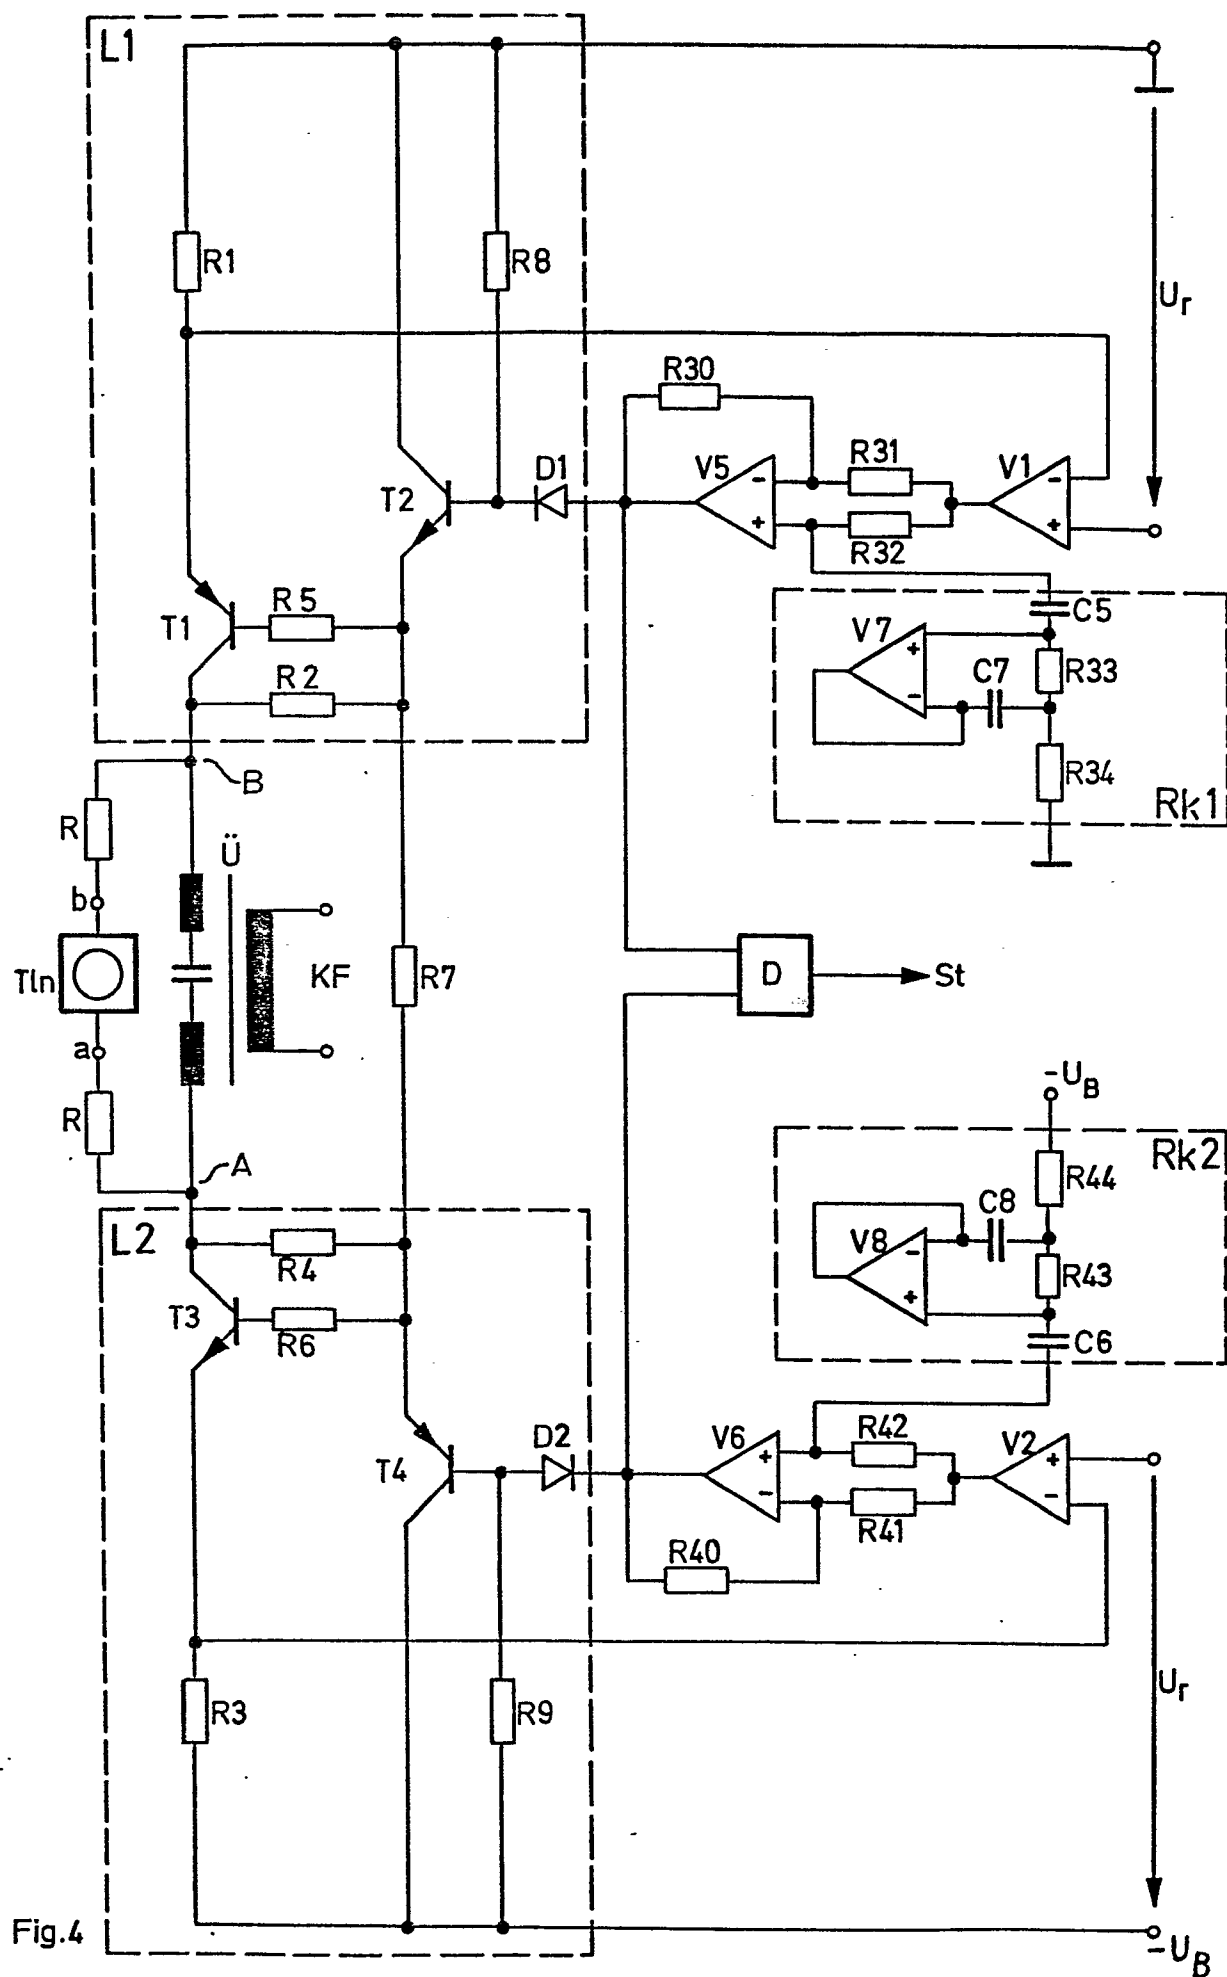 L1
R1
R8
Ur
R30
D1
V5
-
+
R31
R32
V1
-
+
T2
T1
R5
R2
C5
V7
+
-
C7
R33
R34
Rk1
B
R
Ü
b
Tln
KF
R7
D
St
a
R
A
-UB
Rk2
R44
C8
V8
-
+
R43
C6
L2
R4
T3
R6
D2
T4
V6
+
-
R42
R41
V2
+
-
R40
R3
R9
Ur
Fig.4
-UB